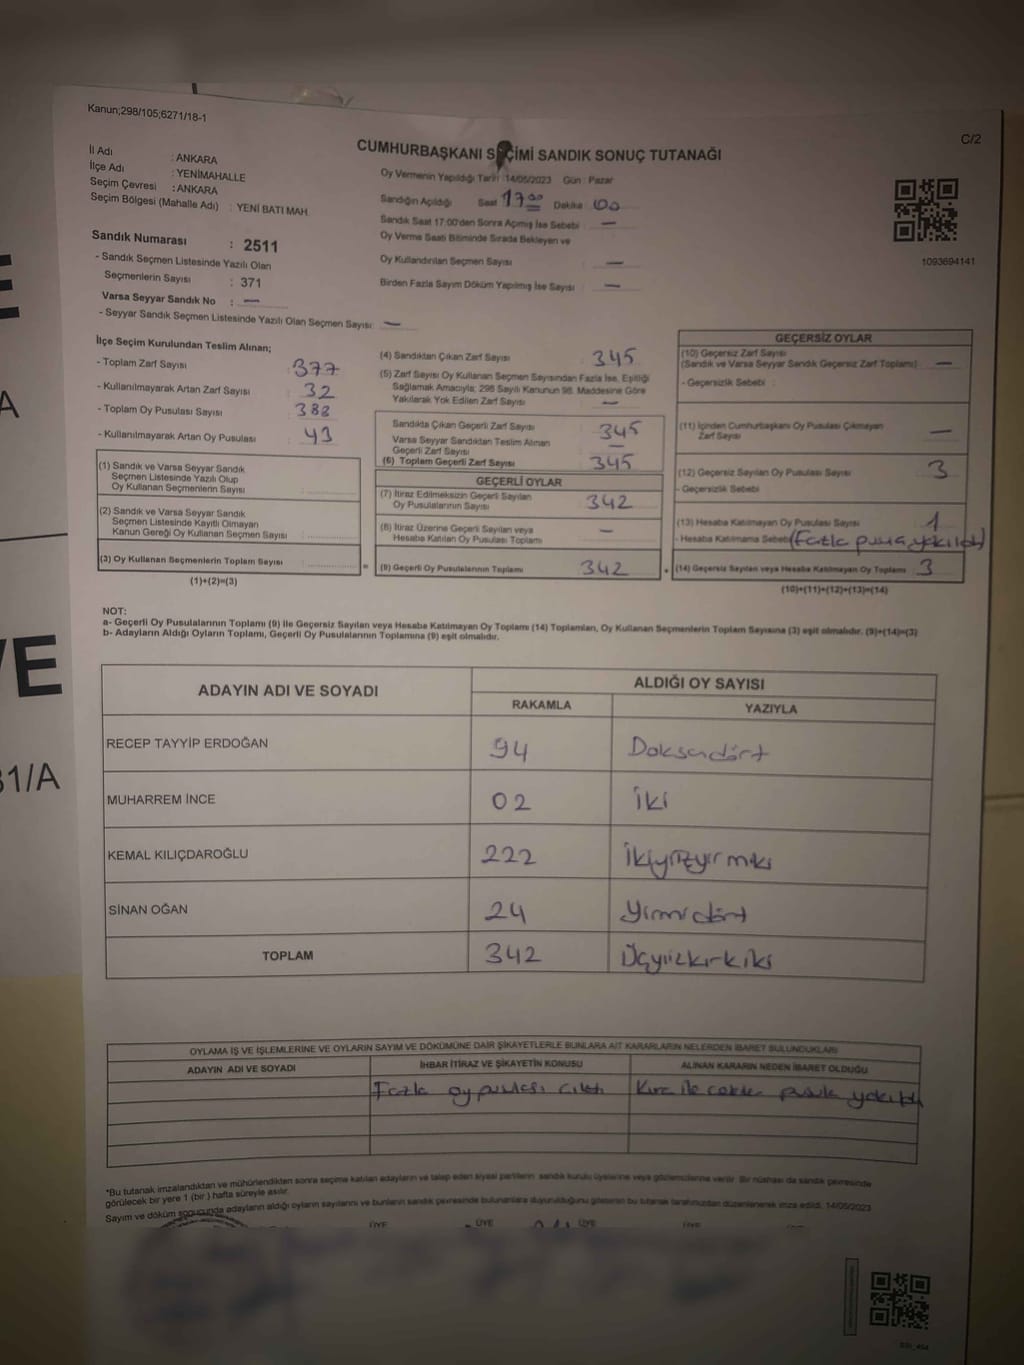 Kanun;298/105;6271/18-1
C/2
CUMHURBAŞKANI SEÇİMİ SANDIK SONUÇ TUTANAĞI
İl Adı : ANKARA
İlçe Adı : YENİMAHALLE
Seçim Çevresi : ANKARA
Seçim Bölgesi (Mahalle Adı) : YENİ BATI MAH.
Sandık Numarası : 2511
- Sandık Seçmen Listesinde Yazılı Olan
Seçmenlerin Sayısı : 371
Varsa Seyyar Sandık No : —
- Seyyar Sandık Seçmen Listesinde Yazılı Olan Seçmen Sayısı: —
Oy Vermenin Yapıldığı Tarih :14/05/2023 Gün : Pazar
Sandığın Açıldığı Saat 17:00 Dakika 00
Sandık Saat 17:00'den Sonra Açımış İse Sebebi : —
Oy Verme Saati Bitiminde Sırada Bekleyen ve
Oy Kullandırılan Seçmen Sayısı : —
Birden Fazla Sayım Döküm Yapılmış İse Sayısı : —
1093694141
İlçe Seçim Kurulundan Teslim Alınan;
- Toplam Zarf Sayısı : 377
- Kullanılmayarak Artan Zarf Sayısı : 32
- Toplam Oy Pusulası Sayısı : 388
- Kullanılmayarak Artan Oy Pusulası : 43
(1) Sandık ve Varsa Seyyar Sandık
Seçmen Listesinde Yazılı Olup
Oy Kullanan Seçmenlerin Sayısı :
(2) Sandık ve Varsa Seyyar Sandık
Seçmen Listesinde Kayıtlı Olmayan
Kanun Gereği Oy Kullanan Seçmen Sayısı :
(3) Oy Kullanan Seçmenlerin Toplam Sayısı :
(1)+(2)=(3)
(4) Sandıktan Çıkan Zarf Sayısı : 345
(5) Zarf Sayısı Oy Kullanan Seçmen Sayısından Fazla İse, Eşitliği
Sağlamak Amacıyla; 298 Sayılı Kanunun 98. Maddesine Göre
Yakılarak Yok Edilen Zarf Sayısı : —
Sandıkta Çıkan Geçerli Zarf Sayısı : 345
Varsa Seyyar Sandıktan Teslim Alınan
Geçerli Zarf Sayısı : —
(6) Toplam Geçerli Zarf Sayısı : 345
GEÇERLİ OYLAR
(7) İtiraz Edilmeksizin Geçerli Sayılan
Oy Pusulalarının Sayısı : 342
(8) İtiraz Üzerine Geçerli Sayılan veya
Hesaba Katılan Oy Pusulası Toplamı : —
(9) Geçerli Oy Pusulalarının Toplamı : 342
GEÇERSİZ OYLAR
(10) Geçersiz Zarf Sayısı
(Sandık ve Varsa Seyyar Sandık Geçersiz Zarf Toplamı) : —
- Geçersizlik Sebebi :
(11) İçinden Cumhurbaşkanı Oy Pusulası Çıkmayan
Zarf Sayısı : —
(12) Geçersiz Sayılan Oy Pusulası Sayısı : 3
- Geçersizlik Sebebi
(13) Hesaba Katılmayan Oy Pusulası Sayısı : 1
- Hesaba Katılmama Sebebi (Fazla pusula yakıldı)
(14) Geçersiz Sayılan veya Hesaba Katılmayan Oy Toplamı : 3
(10)+(11)+(12)+(13)=(14)
NOT:
a- Geçerli Oy Pusulalarının Toplamı (9) İle Geçersiz Sayılan veya Hesaba Katılmayan Oy Toplamı (14) Toplamları, Oy Kullanan Seçmenlerin Toplam Sayısına (3) eşit olmalıdır. (9)+(14)=(3)
b- Adayların Aldığı Oyların Toplamı, Geçerli Oy Pusulalarının Toplamına (9) eşit olmalıdır.
ADAYIN ADI VE SOYADI
ALDIĞI OY SAYISI
RAKAMLA YAZIYLA
RECEP TAYYİP ERDOĞAN 94 Doksandört
MUHARREM İNCE 02 İki
KEMAL KILIÇDAROĞLU 222 İkiyüzyirmiiki
SİNAN OĞAN 24 Yirmidört
TOPLAM 342 Üçyüzkırkiki
OYLAMA İŞ VE İŞLEMLERİNE VE OYLARIN SAYIM VE DÖKÜMÜNE DAİR ŞİKAYETLERLE BUNLARA AİT KARARLARIN NELERDEN İBARET BULUNDUKLARI
ADAYIN ADI VE SOYADI İHBAR İTİRAZ VE ŞİKAYETİN KONUSU ALINAN KARARIN NEDEN İBARET OLDUĞU
Fazla oy pusulası çıktı Kura ile çekilen pusula yakıldı
*Bu tutanak imzalandıktan ve mühürlendikten sonra seçime katılan adayların ve talep eden siyasi partilerin sandık kurulu üyelerine veya gözlemcilerine verilir. Bir nüshası da sandık çevresinde
görülecek bir yere 1 (bir) hafta süreyle asılır.
Sayım ve döküm sonucunda adayların aldığı oyların sayılarını ve bunların sandık çevresinde bulunanlara duyurulduğunu gösteren bu tutanak tarafımızdan düzenlenerek imza edildi. 14/05/2023
ÜYE ÜYE ÜYE ÜYE
E
A
VE
31/A